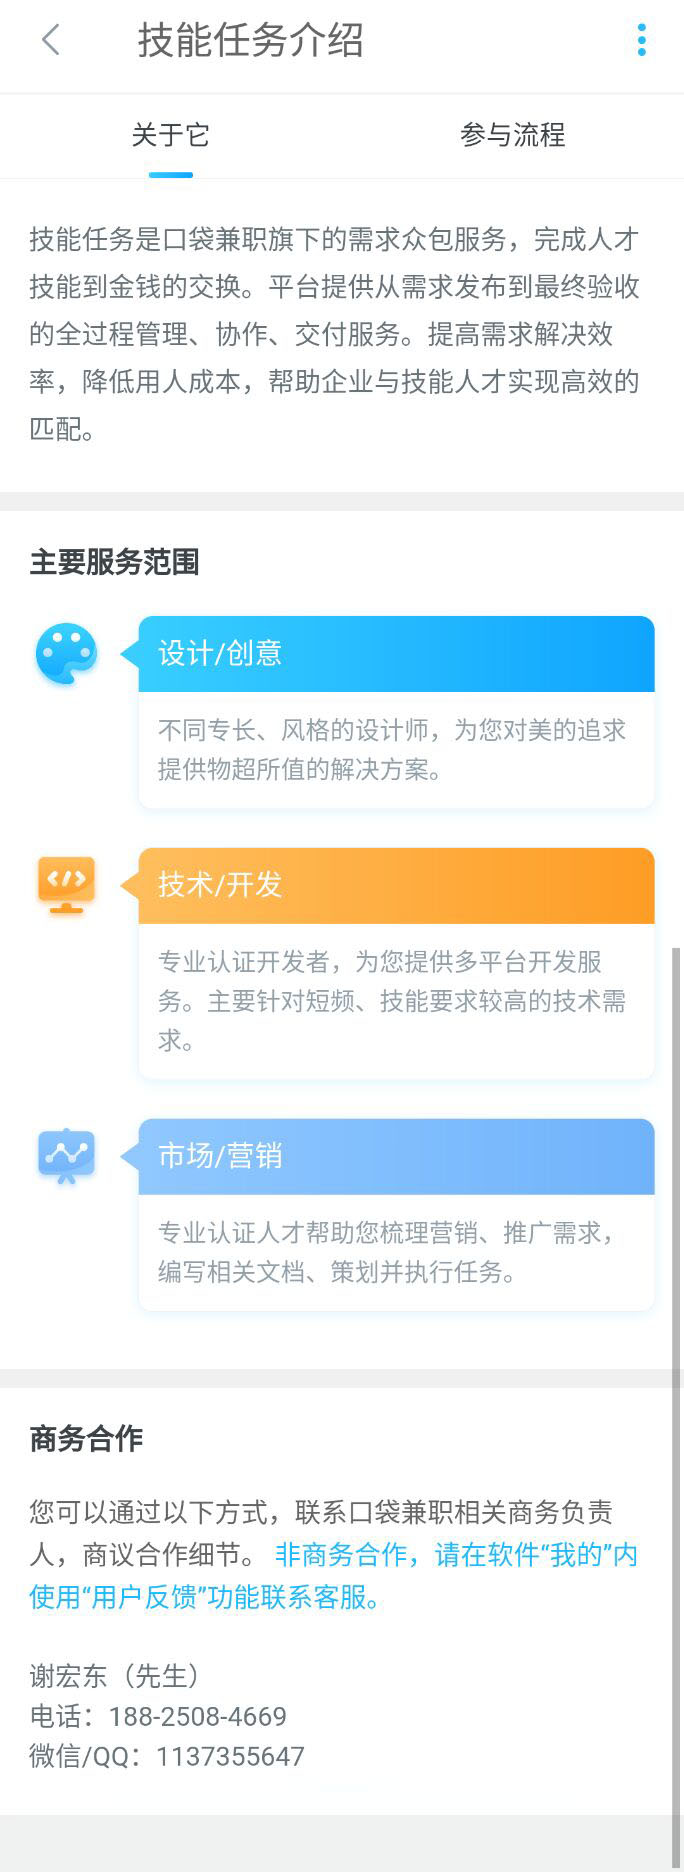 技能任务介绍
关于它
参与流程
技能任务是口袋兼职旗下的需求众包服务，完成人才
技能到金钱的交换。平台提供从需求发布到最终验收
的全过程管理、协作、交付服务。提高需求解决效
率，降低用人成本，帮助企业与技能人才实现高效的
匹配。
主要服务范围
设计/创意
不同专长、风格的设计师，为您对美的追求
提供物超所值的解决方案。
技术/开发
专业认证开发者，为您提供多平台开发服
务。主要针对短频、技能要求较高的技术需
求。
市场/营销
专业认证人才帮助您梳理营销、推广需求，
编写相关文档、策划并执行任务。
商务合作
您可以通过以下方式，联系口袋兼职相关商务负责
人，商议合作细节。 非商务合作，请在软件“我的”内
使用“用户反馈”功能联系客服。
谢宏东（先生）
电话：188-2508-4669
微信/QQ：1137355647